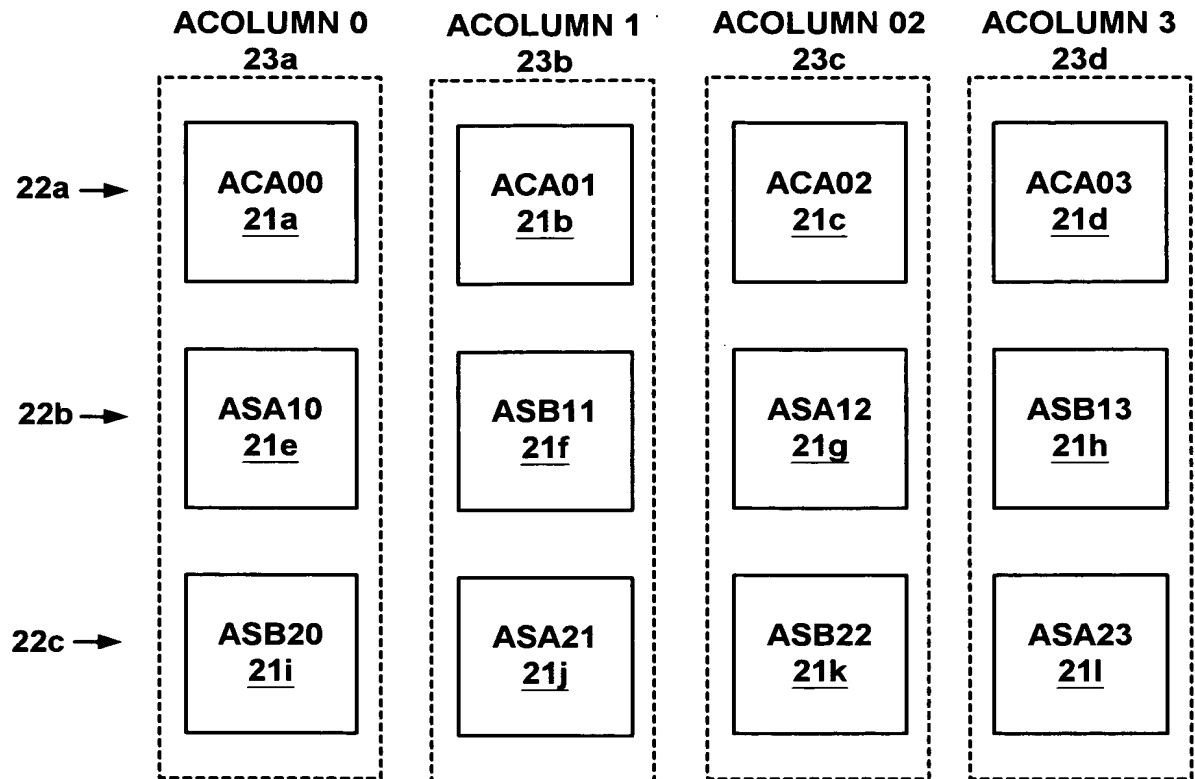 ACOLUMN 0
23a
ACOLUMN 1
23b
ACOLUMN 02
23c
ACOLUMN 3
23d
22a
ACA00
21a
ACA01
21b
ACA02
21c
ACA03
21d
22b
ASA10
21e
ASB11
21f
ASA12
21g
ASB13
21h
22c
ASB20
21i
ASA21
21j
ASB22
21k
ASA23
21l